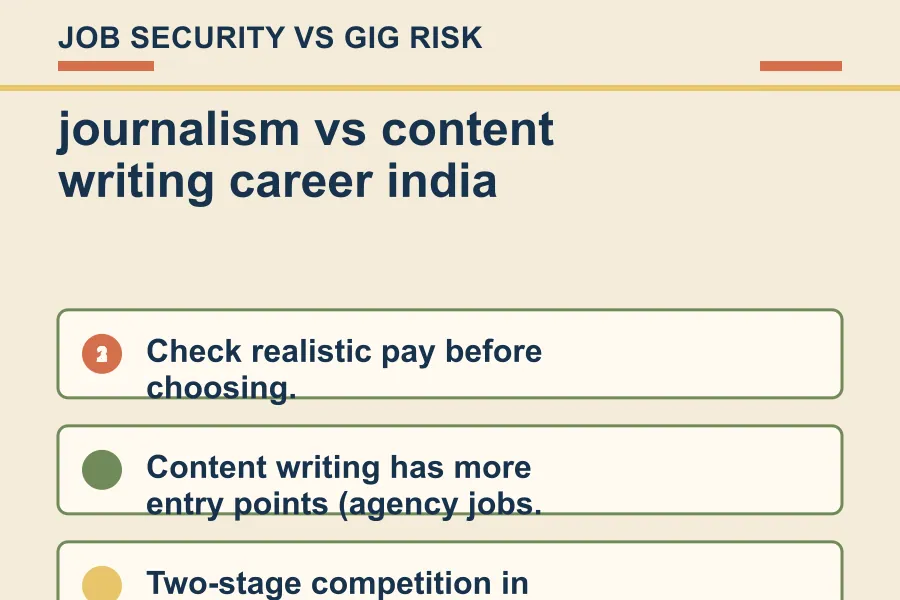 JOB SECURITY VS GIG RISK
journalism vs content
writing career india
Check realistic pay before
choosing.
Content writing has more
entry points (agency jobs.
Two-stage competition in